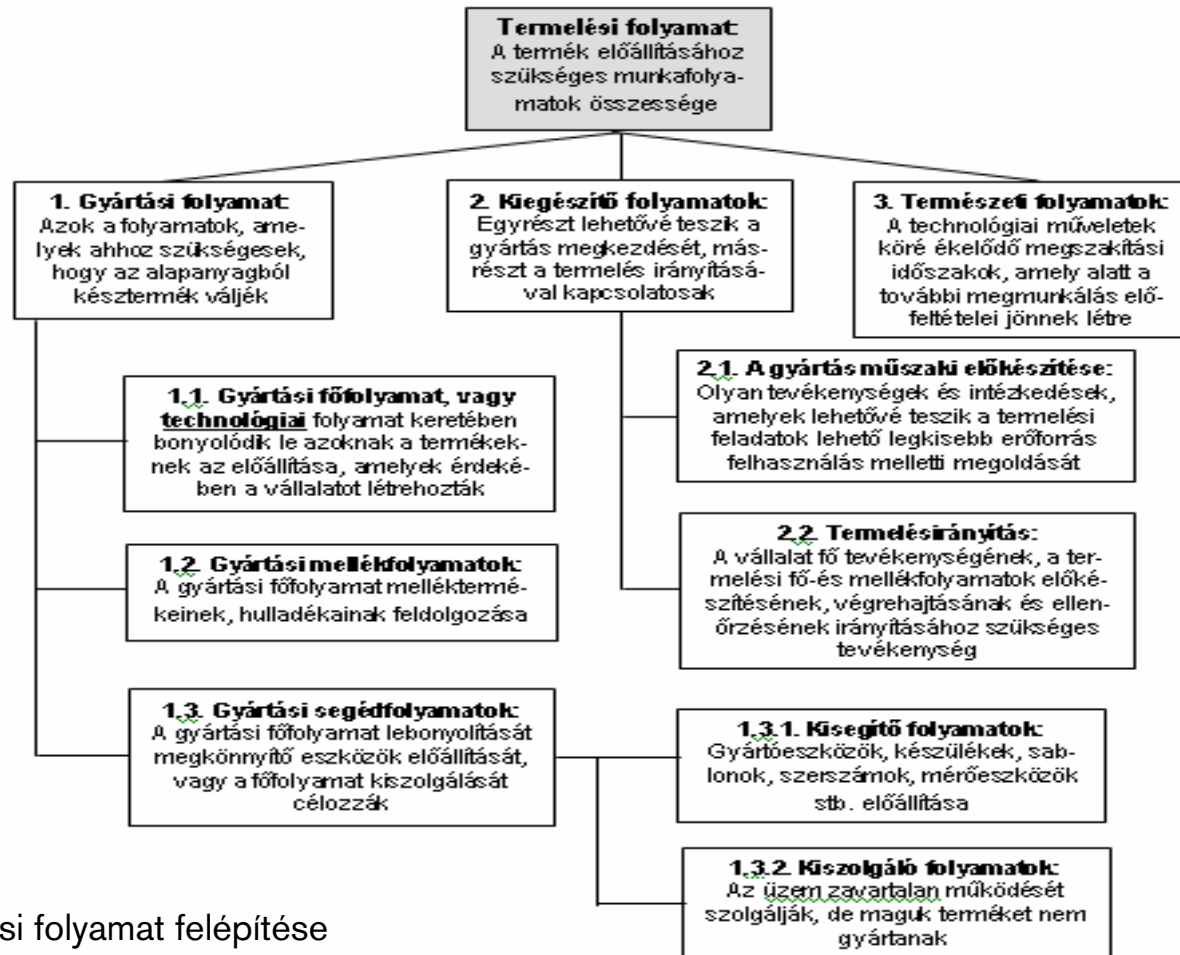 Termelési folyamat:
A termék előállításához
szükséges munkafolya-
matok összessége
1. Gyártási folyamat:
Azok a folyamatok, ame-
lyek ahhoz szükségesek,
hogy az alapanyagból
késztermék váljék
2. Kiegészítő folyamatok:
Egyrészt lehetővé teszik a
gyártás megkezdését, más-
részt a termelés irányításá-
val kapcsolatosak
3. Természeti folyamatok:
A technológiai műveletek
köré ékelődő megszakítási
időszakok, amely alatt a
további megmunkálás elő-
feltételei jönnek létre
1.1. Gyártási főfolyamat, vagy
technológiai folyamat keretében
bonyolódik le azoknak a terméke-
knek az előállítása, amelyek érdeké-
ben a vállalatot létrehozták
2.1. A gyártás műszaki előkészítése:
Olyan tevékenységek és intézkedések,
amelyek lehetővé teszik a termelési
feladatok lehető legkisebb erőforrás
felhasználás melletti megoldását
1.2. Gyártási mellékfolyamatok:
A gyártási főfolyamat melléktermé-
keinek, hulladékainak feldolgozása
2.2. Termelésirányítás:
A vállalat fő tevékenységének, a ter-
melési fő-és mellékfolyamatok előké-
szítésének, végrehajtásának és ellen-
őrzésének irányításához szükséges
tevékenység
1.3. Gyártási segédfolyamatok:
A gyártási főfolyamat lebonyolítását
megkönnyítő eszközök előállítását,
vagy a főfolyamat kiszolgálását
célozzák
1.3.1. Kisegítő folyamatok:
Gyártóeszközök, készülékek, sab-
lonok, szerszámok, mérőeszközök
stb. előállítása
1.3.2. Kiszolgáló folyamatok:
Az üzem zavartalan működését
szolgálják, de maguk terméket nem
gyártanak
si folyamat felépítése